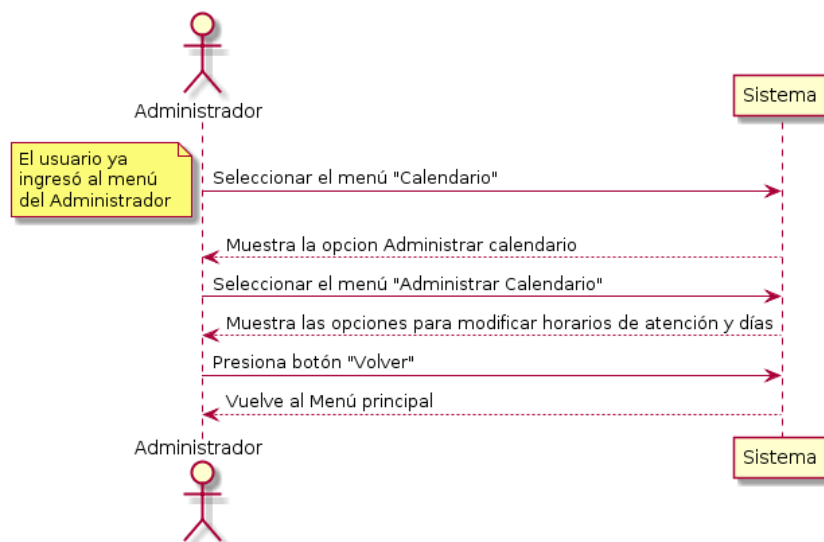 Administrador
Sistema
El usuario ya
ingresó al menú
del Administrador
Seleccionar el menú "Calendario"
Muestra la opcion Administrar calendario
Seleccionar el menú "Administrar Calendario"
Muestra las opciones para modificar horarios de atención y días
Presiona botón "Volver"
Vuelve al Menú principal
Administrador
Sistema